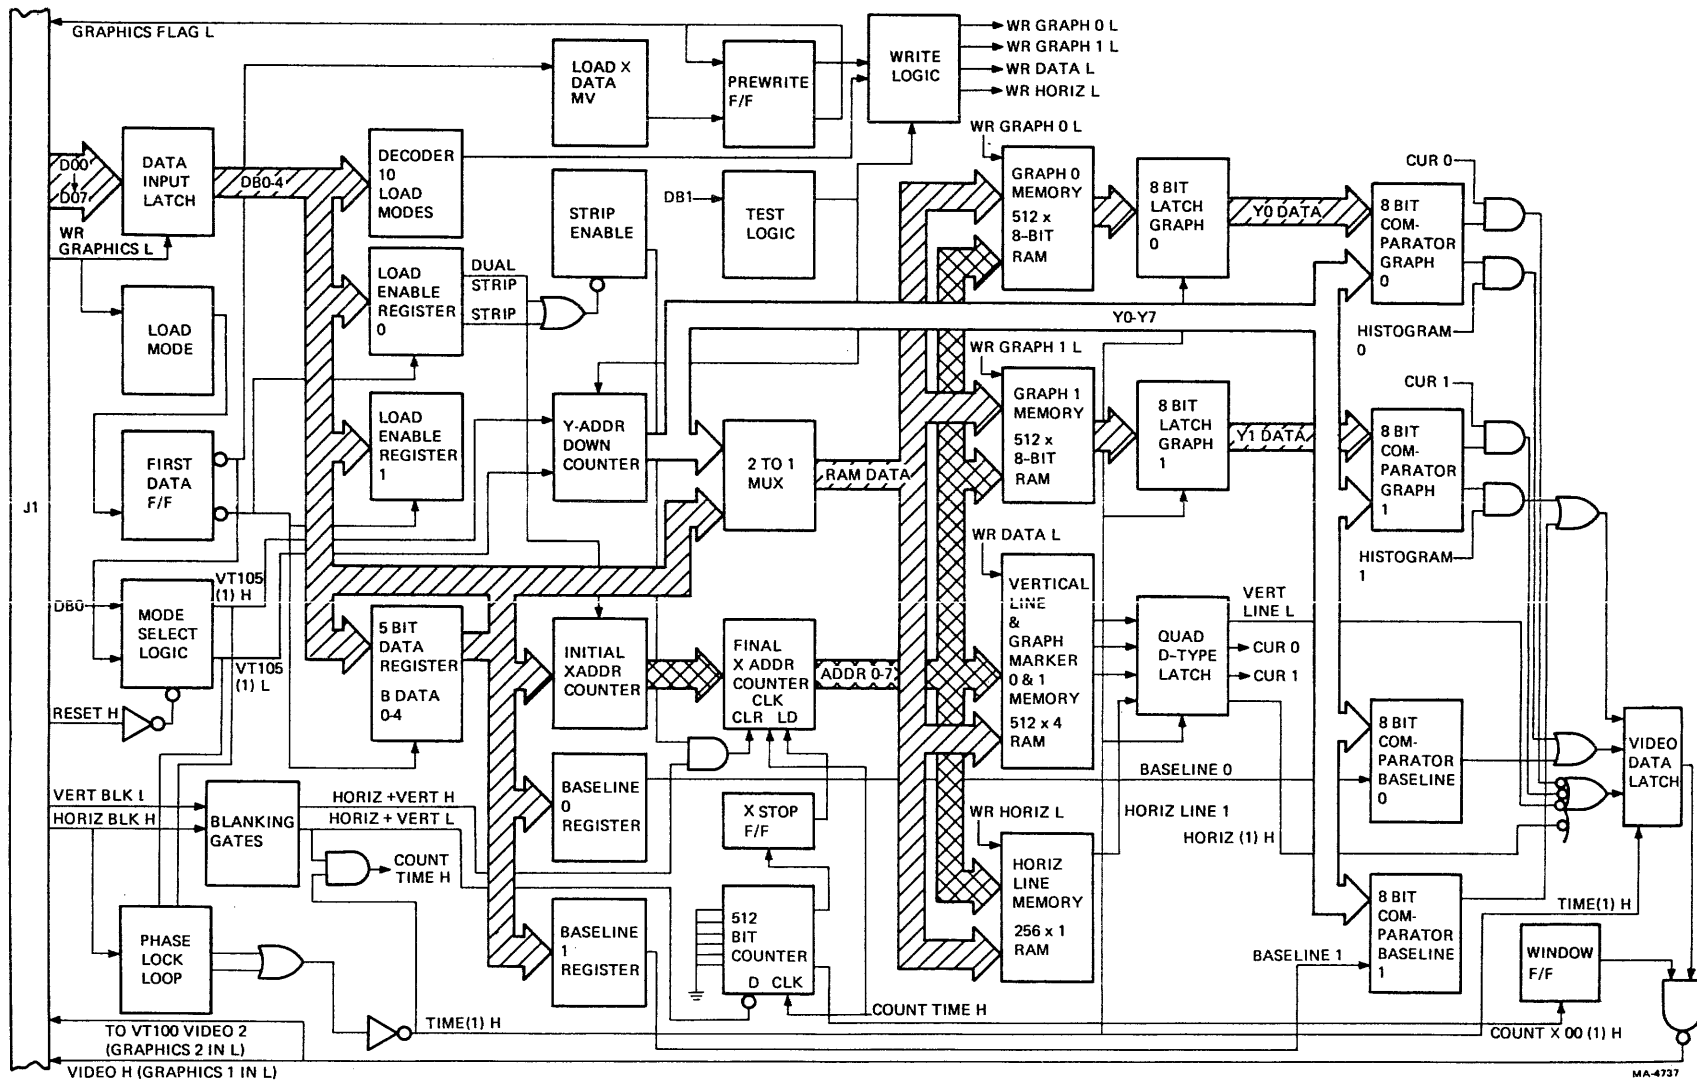 GRAPHICS FLAG L
LOAD X
DATA
MV
PREWRITE
F/F
WRITE
LOGIC
WR GRAPH 0 L
WR GRAPH 1 L
WR DATA L
WR HORIZ L
D00
D07
DATA
INPUT
LATCH
DB0-4
DECODER
10
LOAD
MODES
STRIP
ENABLE
DB1
TEST
LOGIC
WR GRAPH 0 L
GRAPH 0
MEMORY
512 x
8-BIT
RAM
8 BIT
LATCH
GRAPH
0
Y0 DATA
8 BIT
COM-
PARATOR
GRAPH
0
CUR 0
HISTOGRAM
0
WR
GRAPHICS L
LOAD
MODE
LOAD
ENABLE
REGISTER
0
DUAL
STRIP
STRIP
Y0-Y7
WR GRAPH 1 L
GRAPH 1
MEMORY
512 x
8-BIT
RAM
8 BIT
LATCH
GRAPH
1
Y1 DATA
8 BIT
COM-
PARATOR
GRAPH
1
CUR 1
HISTOGRAM
1
FIRST
DATA
F/F
LOAD
ENABLE
REGISTER
1
Y-ADDR
DOWN
COUNTER
2 TO 1
MUX
RAM DATA
J1
DB0
MODE
SELECT
LOGIC
VT105
(1) H
VT105
(1) L
RESET H
5 BIT
DATA
REGISTER
B DATA
0-4
INITIAL
XADDR
COUNTER
FINAL
X ADDR
COUNTER
CLK
CLR LD
ADDR 0-7
WR DATA L
VERTICAL
LINE
&
GRAPH
MARKER
0 & 1
MEMORY
512 x 4
RAM
QUAD
D-TYPE
LATCH
VERT
LINE L
CUR 0
CUR 1
BASELINE 0
8 BIT
COM-
PARATOR
BASELINE
0
VIDEO
DATA
LATCH
VERT BLK L
HORIZ BLK H
BLANKING
GATES
HORIZ +VERT H
HORIZ + VERT L
COUNT
TIME H
BASELINE
0
REGISTER
X STOP
F/F
WR HORIZ L
HORIZ LINE 1
HORIZ (1) H
HORIZ
LINE
MEMORY
256 x 1
RAM
PHASE
LOCK
LOOP
BASELINE
1
REGISTER
512
BIT
COUNTER
D CLK
COUNT TIME H
BASELINE 1
8 BIT
COM-
PARATOR
BASELINE
1
TIME(1) H
WINDOW
F/F
COUNT X 00 (1) H
TIME(1) H
TO VT100 VIDEO 2
(GRAPHICS 2 IN L)
VIDEO H (GRAPHICS 1 IN L)
MA-4737